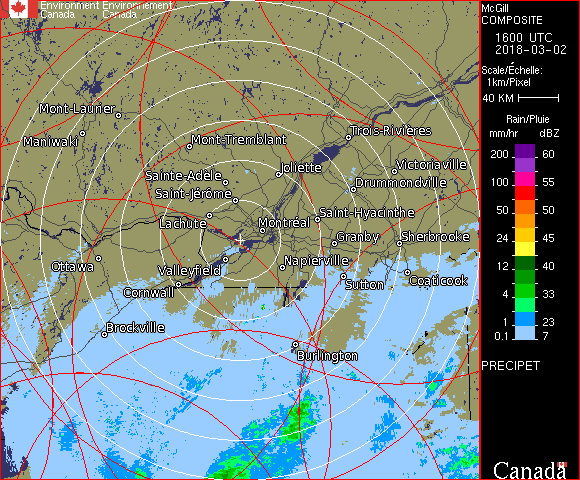 Environment Environnement
Canada Canada
McGill
COMPOSITE
1600 UTC
2018-03-02
Scale/Échelle:
1km/Pixel
40 KM
Rain/Pluie
mm/hr dBZ
200 60
100 55
50 50
24 45
12 40
4 33
1 23
0.1 7
PRECIPET
Canada
Mont-Laurier
Maniwaki
Mont-Tremblant
Trois-Rivières
Sainte-Adèle
Joliette
Victoriaville
Saint-Jérôme
Drummondville
Lachute
Montréal
Saint-Hyacinthe
Ottawa
Granby
Sherbrooke
Valleyfield
Napierville
Cornwall
Sutton
Coaticook
Brockville
Burlington